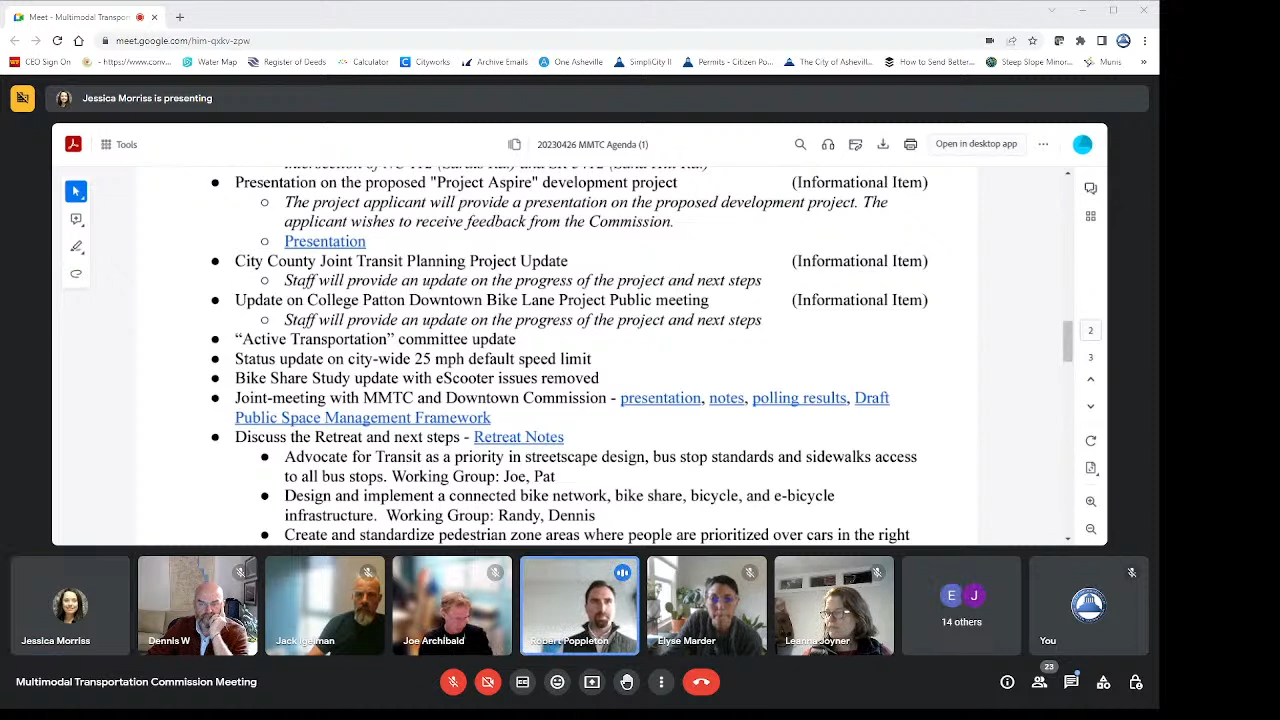 Meet - Multimodal Transpor
meet.google.com/him-qxkv-zpw
CEO Sign On
- https://www.conv...
Water Map
Register of Deeds
Calculator
Cityworks
Archive Emails
One Asheville
SimpliCity II
Permits - Citizen Po...
The City of Ashevill...
How to Send Better...
Steep Slope Minor...
Munis
»
Jessica Morriss is presenting
Tools
20230426 MMTC Agenda (1)
Open in desktop app
Presentation on the proposed "Project Aspire" development project (Informational Item)
The project applicant will provide a presentation on the proposed development project. The
applicant wishes to receive feedback from the Commission.
Presentation
City County Joint Transit Planning Project Update (Informational Item)
Staff will provide an update on the progress of the project and next steps
Update on College Patton Downtown Bike Lane Project Public meeting (Informational Item)
Staff will provide an update on the progress of the project and next steps
“Active Transportation” committee update
Status update on city-wide 25 mph default speed limit
Bike Share Study update with eScooter issues removed
Joint-meeting with MMTC and Downtown Commission - presentation, notes, polling results, Draft
Public Space Management Framework
Discuss the Retreat and next steps - Retreat Notes
Advocate for Transit as a priority in streetscape design, bus stop standards and sidewalks access
to all bus stops. Working Group: Joe, Pat
Design and implement a connected bike network, bike share, bicycle, and e-bicycle
infrastructure. Working Group: Randy, Dennis
Create and standardize pedestrian zone areas where people are prioritized over cars in the right
2
3
Jessica Morriss
Dennis W
Jack Igelman
Joe Archibald
Robert Poppleton
Elyse Marder
Leanna Joyner
E J
14 others
You
Multimodal Transportation Commission Meeting
23